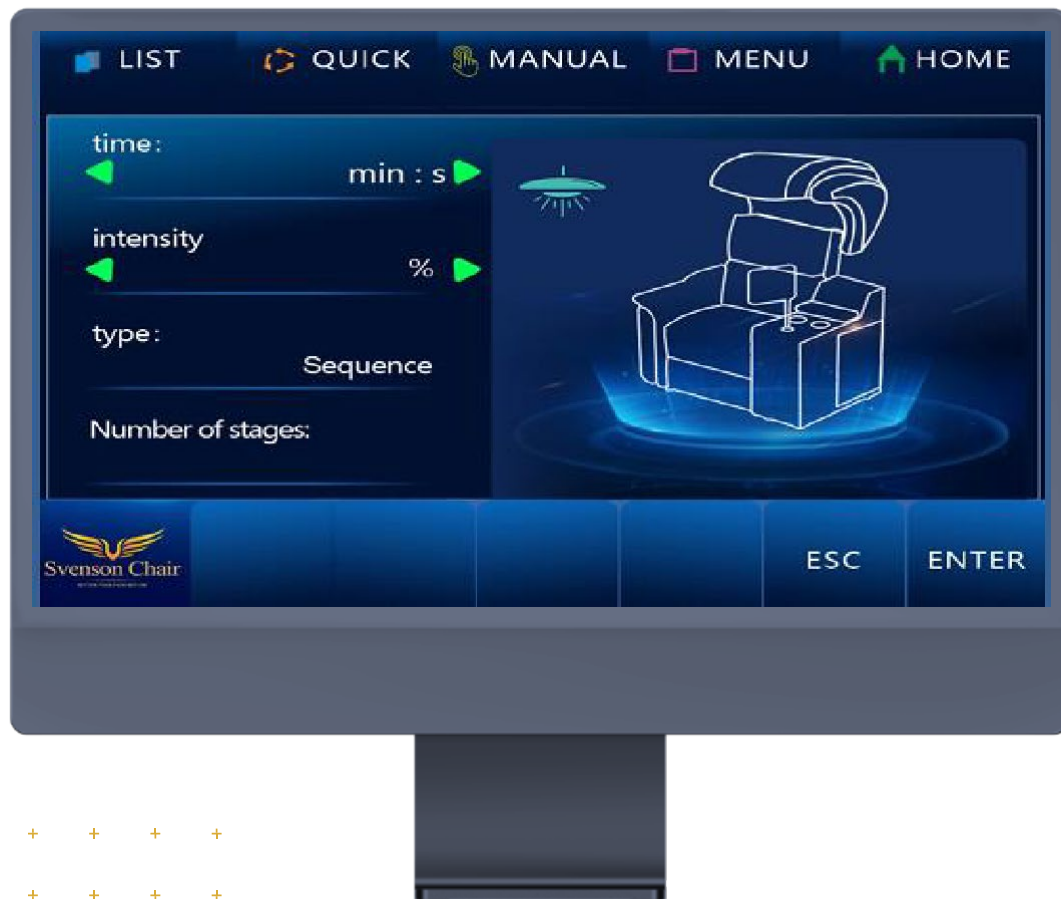 LIST QUICK MANUAL MENU HOME
time:
min : s
intensity
%
type:
Sequence
Number of stages:
Svenson Chair
ESC ENTER